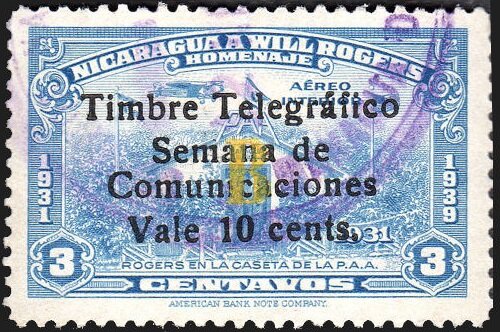 NICARAGUA A WILL ROGERS
HOMENAJE
AÉREO
INTERIOR
Timbre Telegráfico
Semana de
Comunicaciones
Vale 10 cents.
1931
1939
1931
3 3
ROGERS EN LA CASETA DE LA P.A.A.
CENTAVOS
AMERICAN BANK NOTE COMPANY.